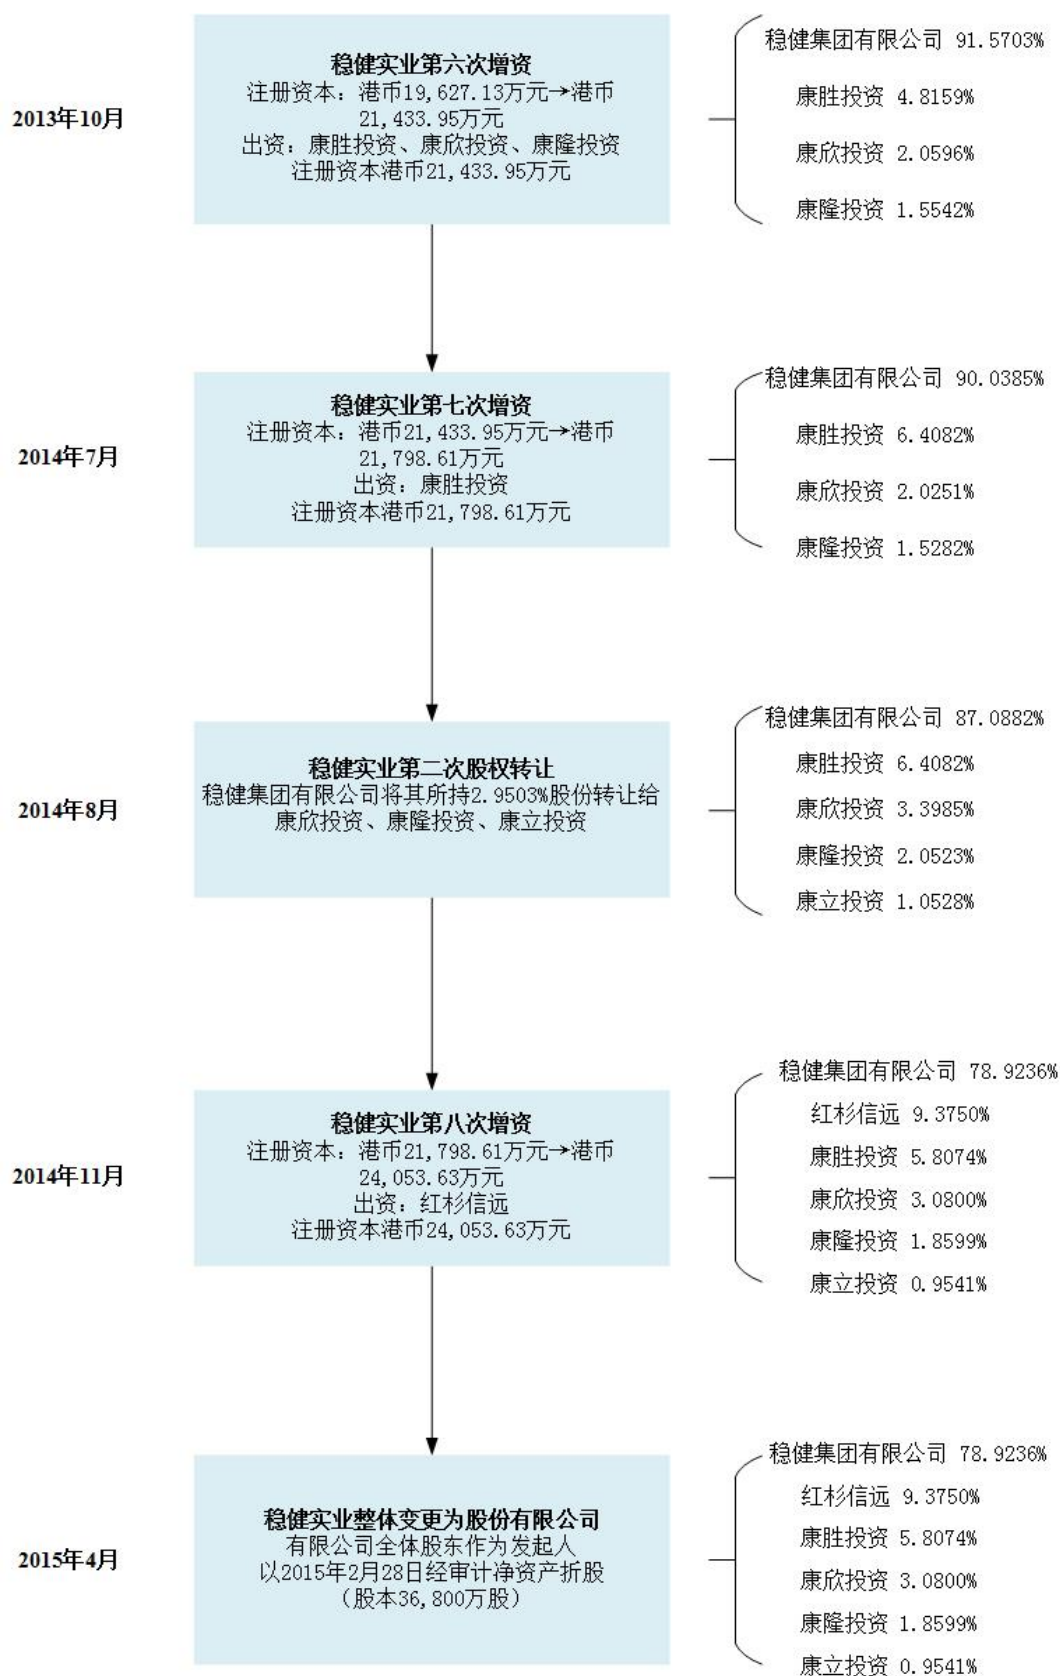 2013年10月
稳健实业第六次增资
注册资本：港币19,627.13万元→港币
21,433.95万元
出资：康胜投资、康欣投资、康隆投资
注册资本港币21,433.95万元
稳健集团有限公司 91.5703%
康胜投资 4.8159%
康欣投资 2.0596%
康隆投资 1.5542%
2014年7月
稳健实业第七次增资
注册资本：港币21,433.95万元→港币
21,798.61万元
出资：康胜投资
注册资本港币21,798.61万元
稳健集团有限公司 90.0385%
康胜投资 6.4082%
康欣投资 2.0251%
康隆投资 1.5282%
2014年8月
稳健实业第二次股权转让
稳健集团有限公司将其所持2.9503%股份转让给
康欣投资、康隆投资、康立投资
稳健集团有限公司 87.0882%
康胜投资 6.4082%
康欣投资 3.3985%
康隆投资 2.0523%
康立投资 1.0528%
2014年11月
稳健实业第八次增资
注册资本：港币21,798.61万元→港币
24,053.63万元
出资：红杉信远
注册资本港币24,053.63万元
稳健集团有限公司 78.9236%
红杉信远 9.3750%
康胜投资 5.8074%
康欣投资 3.0800%
康隆投资 1.8599%
康立投资 0.9541%
2015年4月
稳健实业整体变更为股份有限公司
有限公司全体股东作为发起人
以2015年2月28日经审计净资产折股
（股本36,800万股）
稳健集团有限公司 78.9236%
红杉信远 9.3750%
康胜投资 5.8074%
康欣投资 3.0800%
康隆投资 1.8599%
康立投资 0.9541%